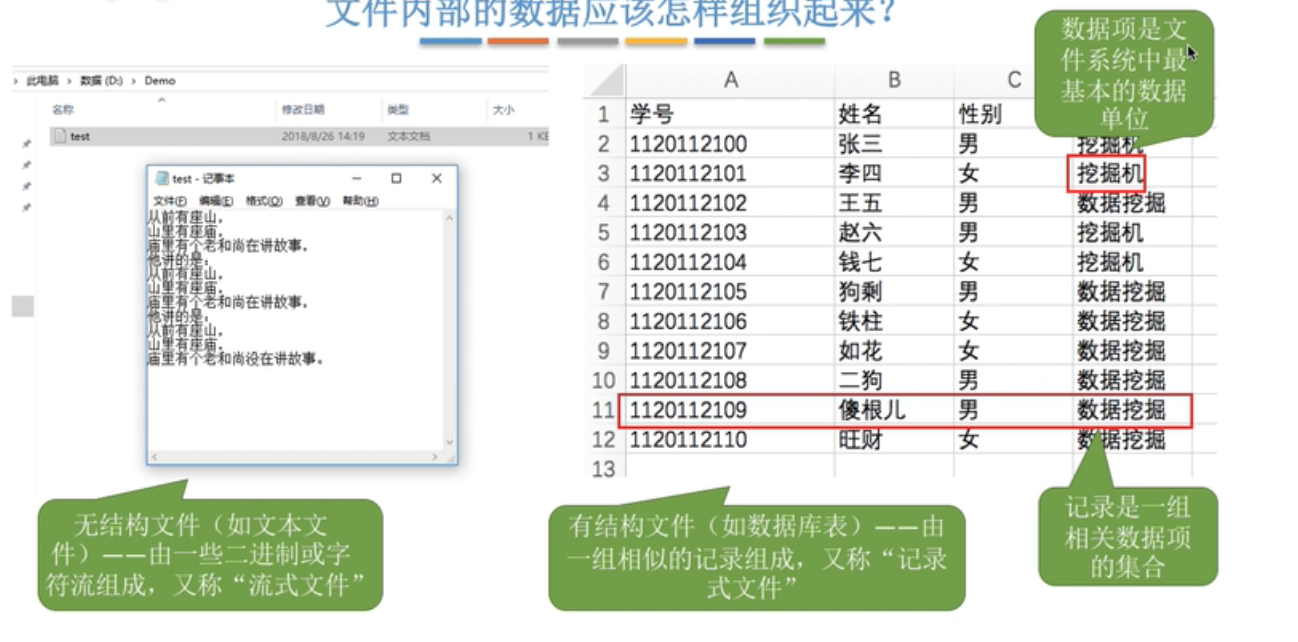 文件内部的数据应该怎样组织起来？
数据项是文
件系统中最
基本的数据
单位
› 此电脑 › 数据 (D:) › Demo
名称 修改日期 类型 大小
test 2018/8/26 14:19 文本文档 1 KB
test - 记事本
文件(F) 编辑(E) 格式(O) 查看(V) 帮助(H)
从前有座山，
山里有座庙，
庙里有个老和尚在讲故事，
他讲的是：
从前有座山，
山里有座庙，
庙里有个老和尚在讲故事，
他讲的是：
从前有座山，
山里有座庙，
庙里有个老和尚没在讲故事。
A B C
1 学号 姓名 性别
2 1120112100 张三 男 挖掘机
3 1120112101 李四 女 挖掘机
4 1120112102 王五 男 数据挖掘
5 1120112103 赵六 男 挖掘机
6 1120112104 钱七 女 挖掘机
7 1120112105 狗剩 男 数据挖掘
8 1120112106 铁柱 女 数据挖掘
9 1120112107 如花 女 数据挖掘
10 1120112108 二狗 男 数据挖掘
11 1120112109 傻根儿 男 数据挖掘
12 1120112110 旺财 女 数据挖掘
13
无结构文件（如文本文
件）——由一些二进制或字
符流组成，又称“流式文件”
有结构文件（如数据库表）——由
一组相似的记录组成，又称“记录
式文件”
记录是一组
相关数据项
的集合